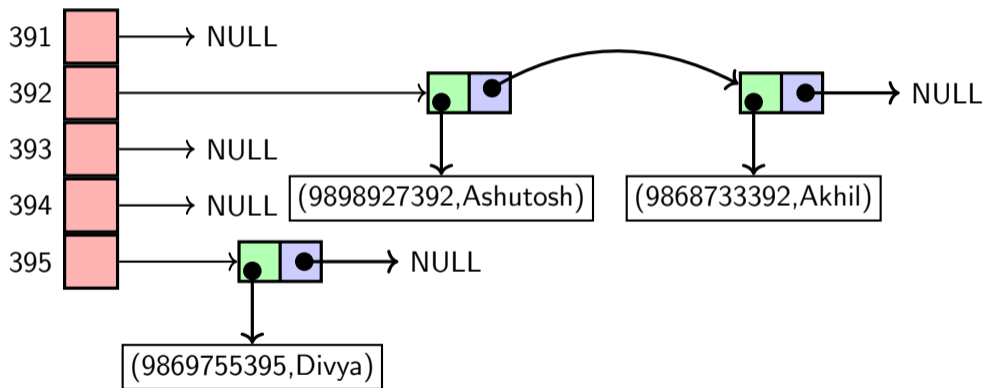 391 NULL
392 NULL
(9898927392,Ashutosh) (9868733392,Akhil)
393 NULL
394 NULL
395 NULL
(9869755395,Divya)